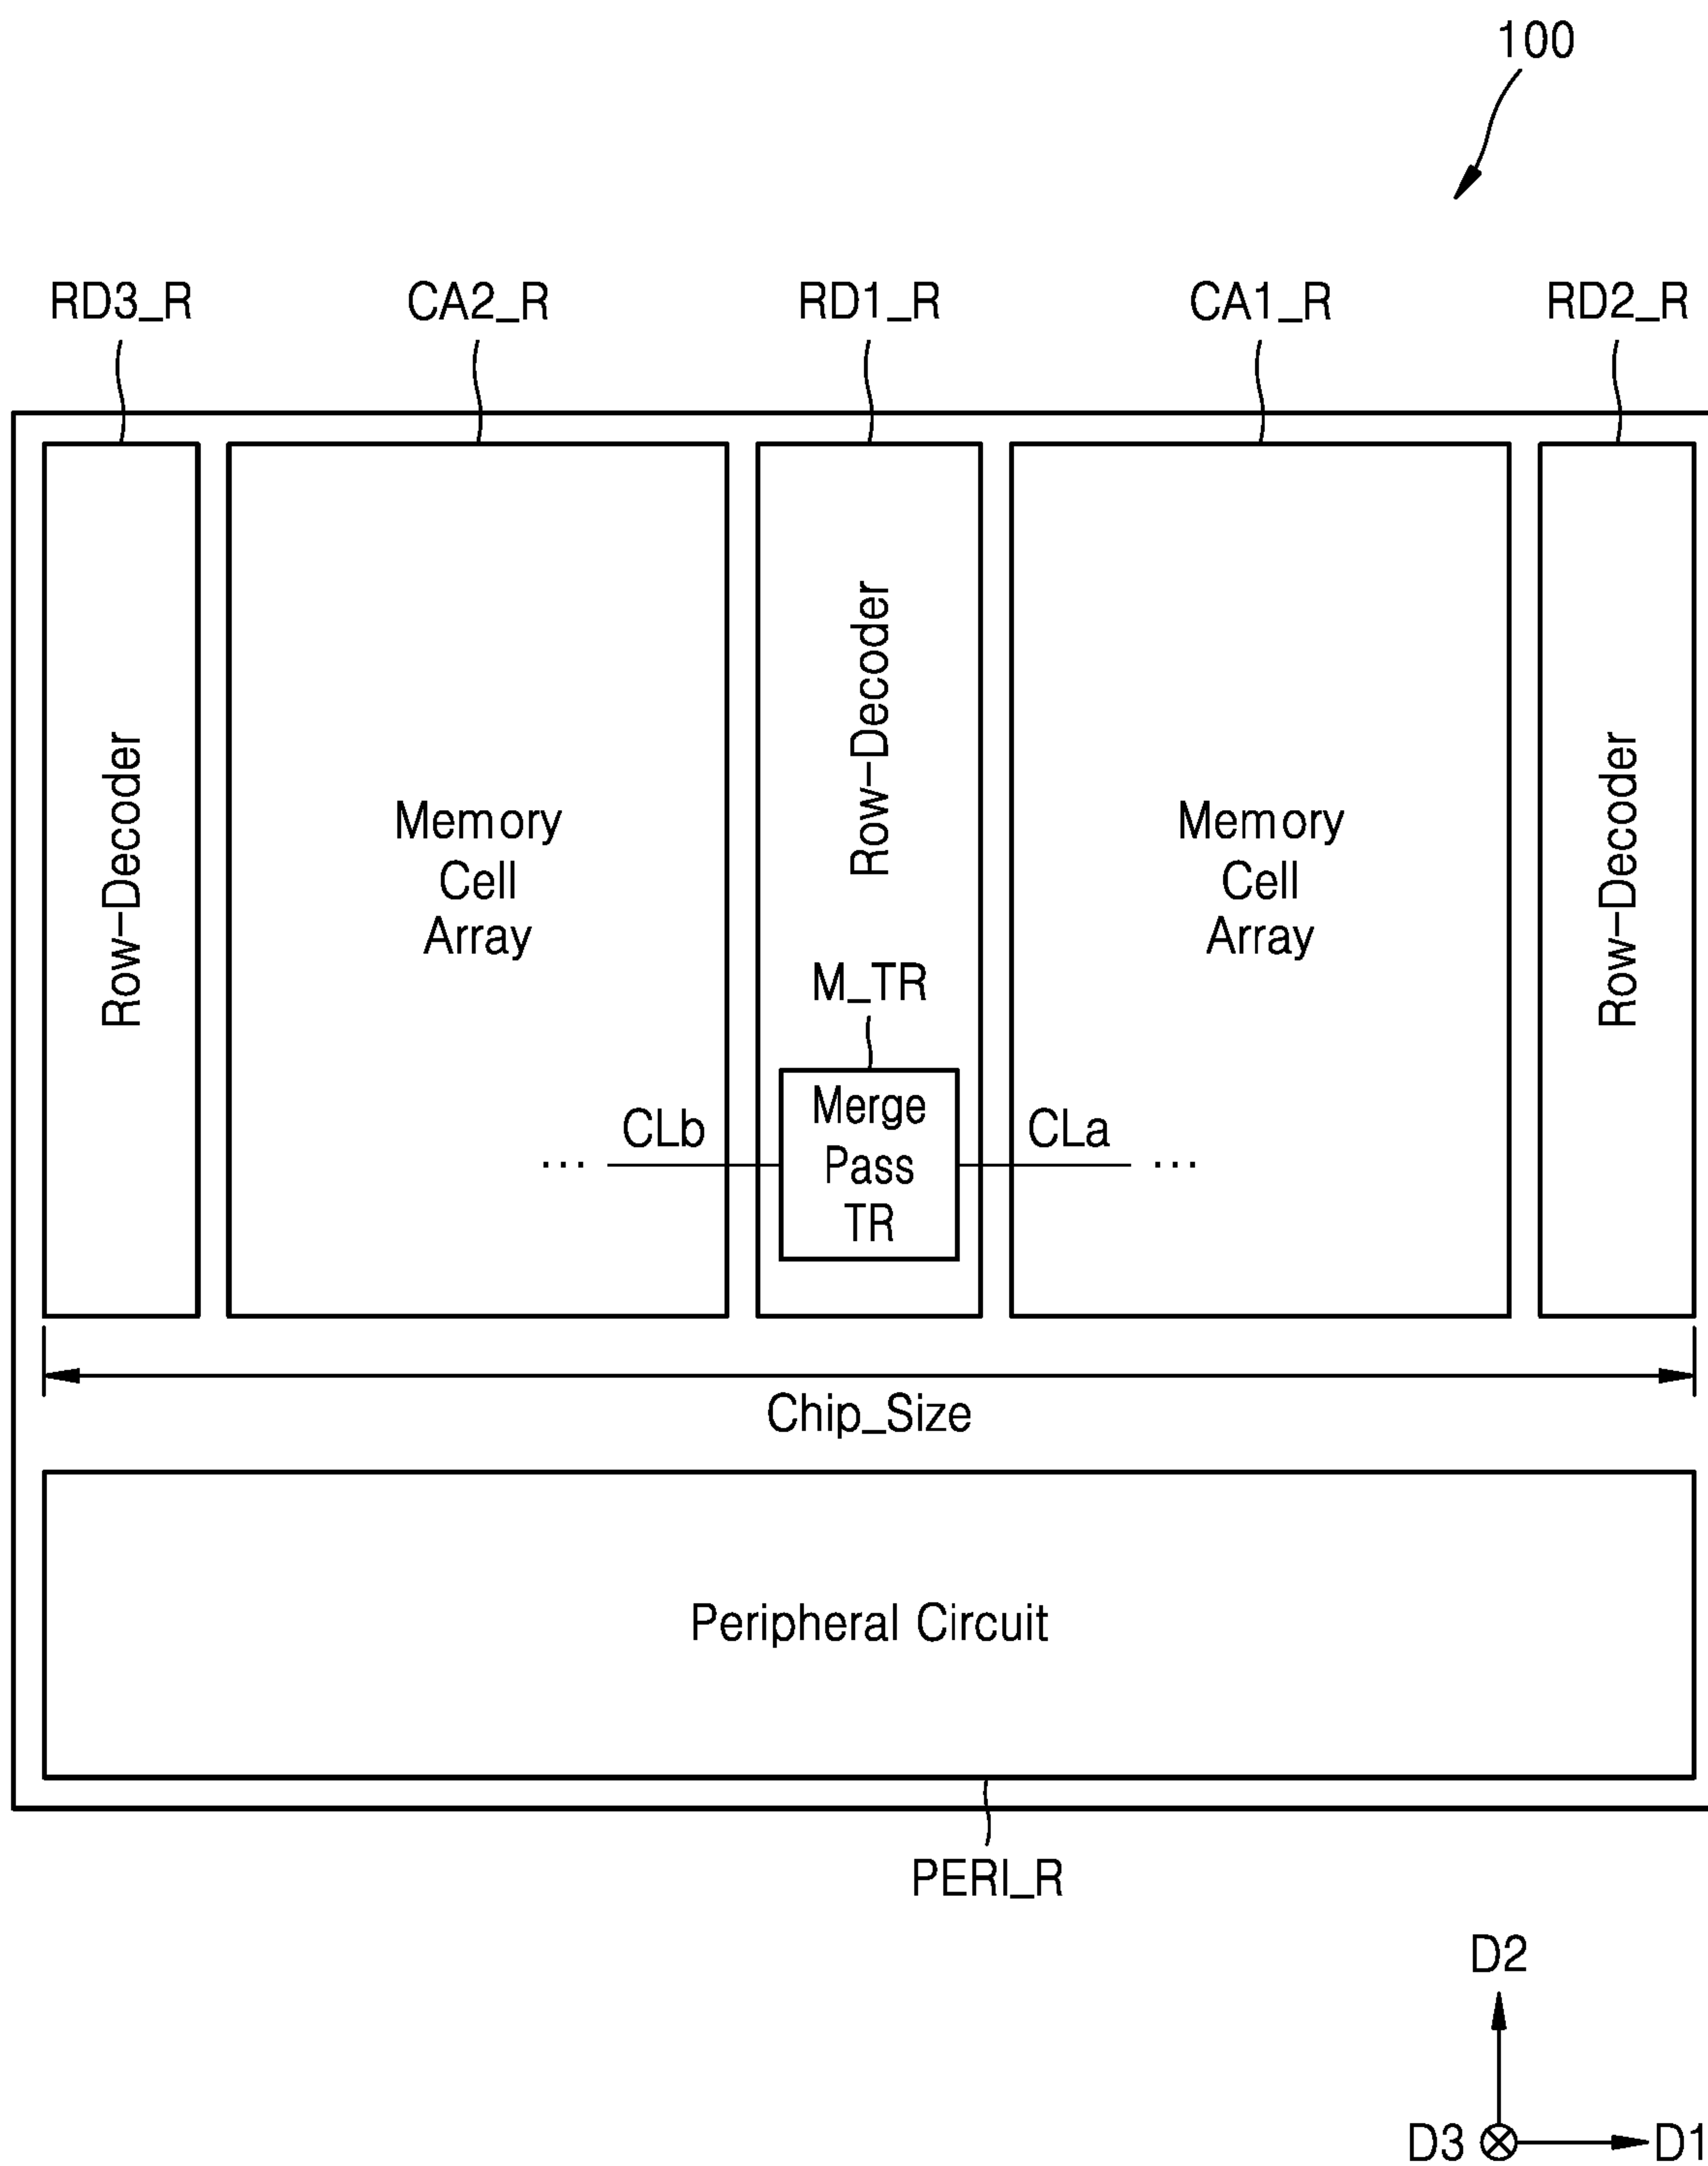 100
RD3_R
CA2_R
RD1_R
CA1_R
RD2_R
Row-Decoder
Memory
Cell
Array
Row-Decoder
Memory
Cell
Array
Row-Decoder
M_TR
Merge
Pass
TR
CLb
...
CLa
...
Chip_Size
Peripheral Circuit
PERI_R
D2
D3
D1